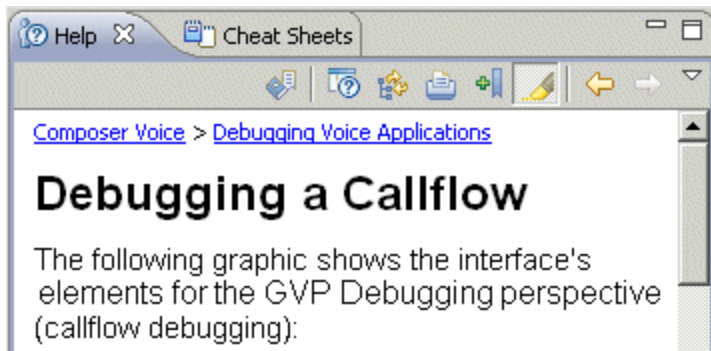 Help Cheat Sheets
Composer Voice > Debugging Voice Applications
Debugging a Callflow
The following graphic shows the interface's
elements for the GVP Debugging perspective
(callflow debugging):